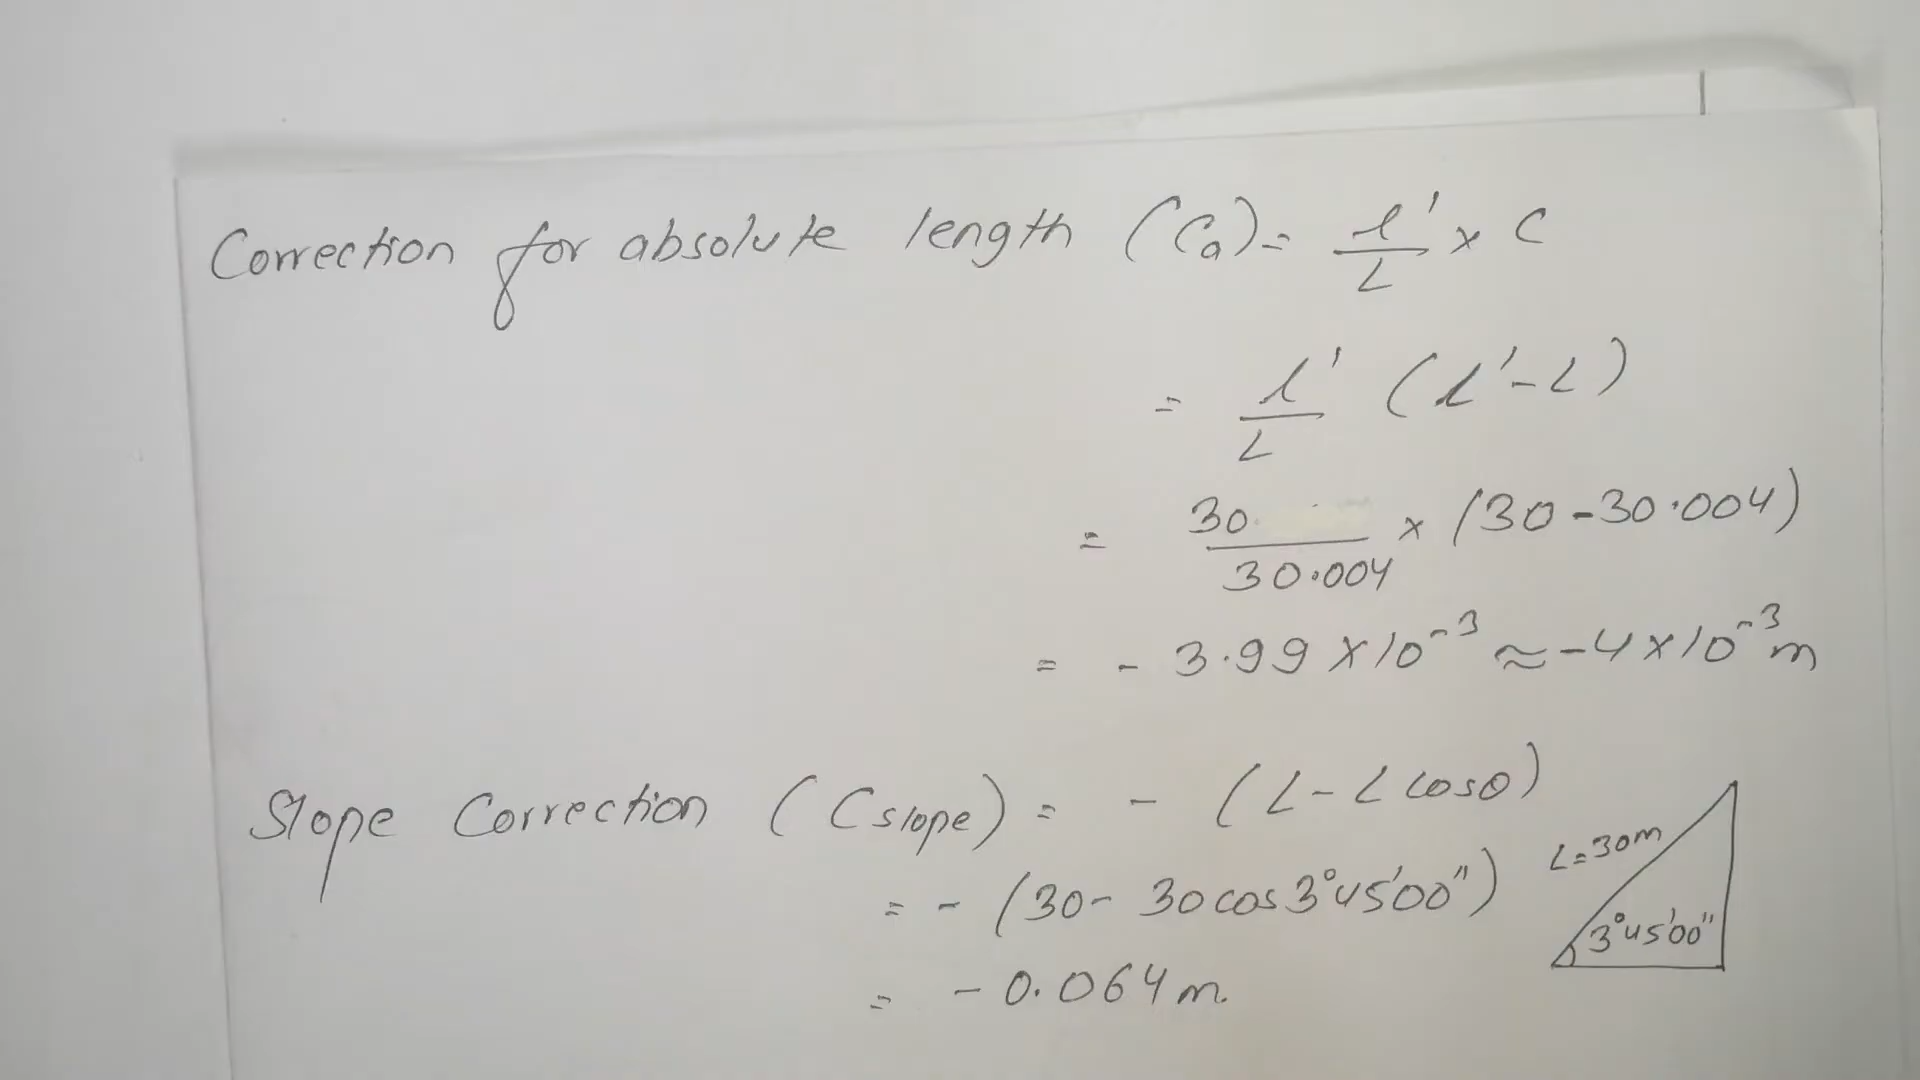 Correction for absolute length (Ca) = l'/L × C
= l'/L (L'-L)
= 30/30.004 × (30-30.004)
= - 3.99 × 10^-3 ≈ -4×10^-3 m
Slope Correction (Cslope) = - (L-L cosθ)
= - (30- 30 cos 3°45'00")
= - 0.064 m.
L=30m
3°45'00"